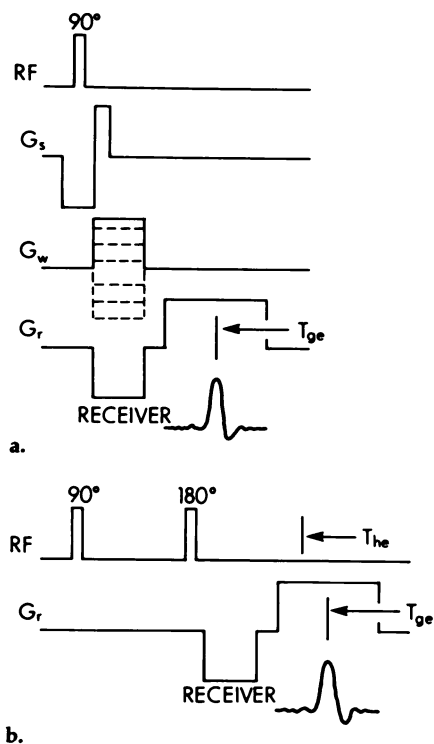 90°
RF
Gs
Gw
Gr
Tge
RECEIVER
a.
90°
180°
RF
The
Gr
Tge
RECEIVER
b.